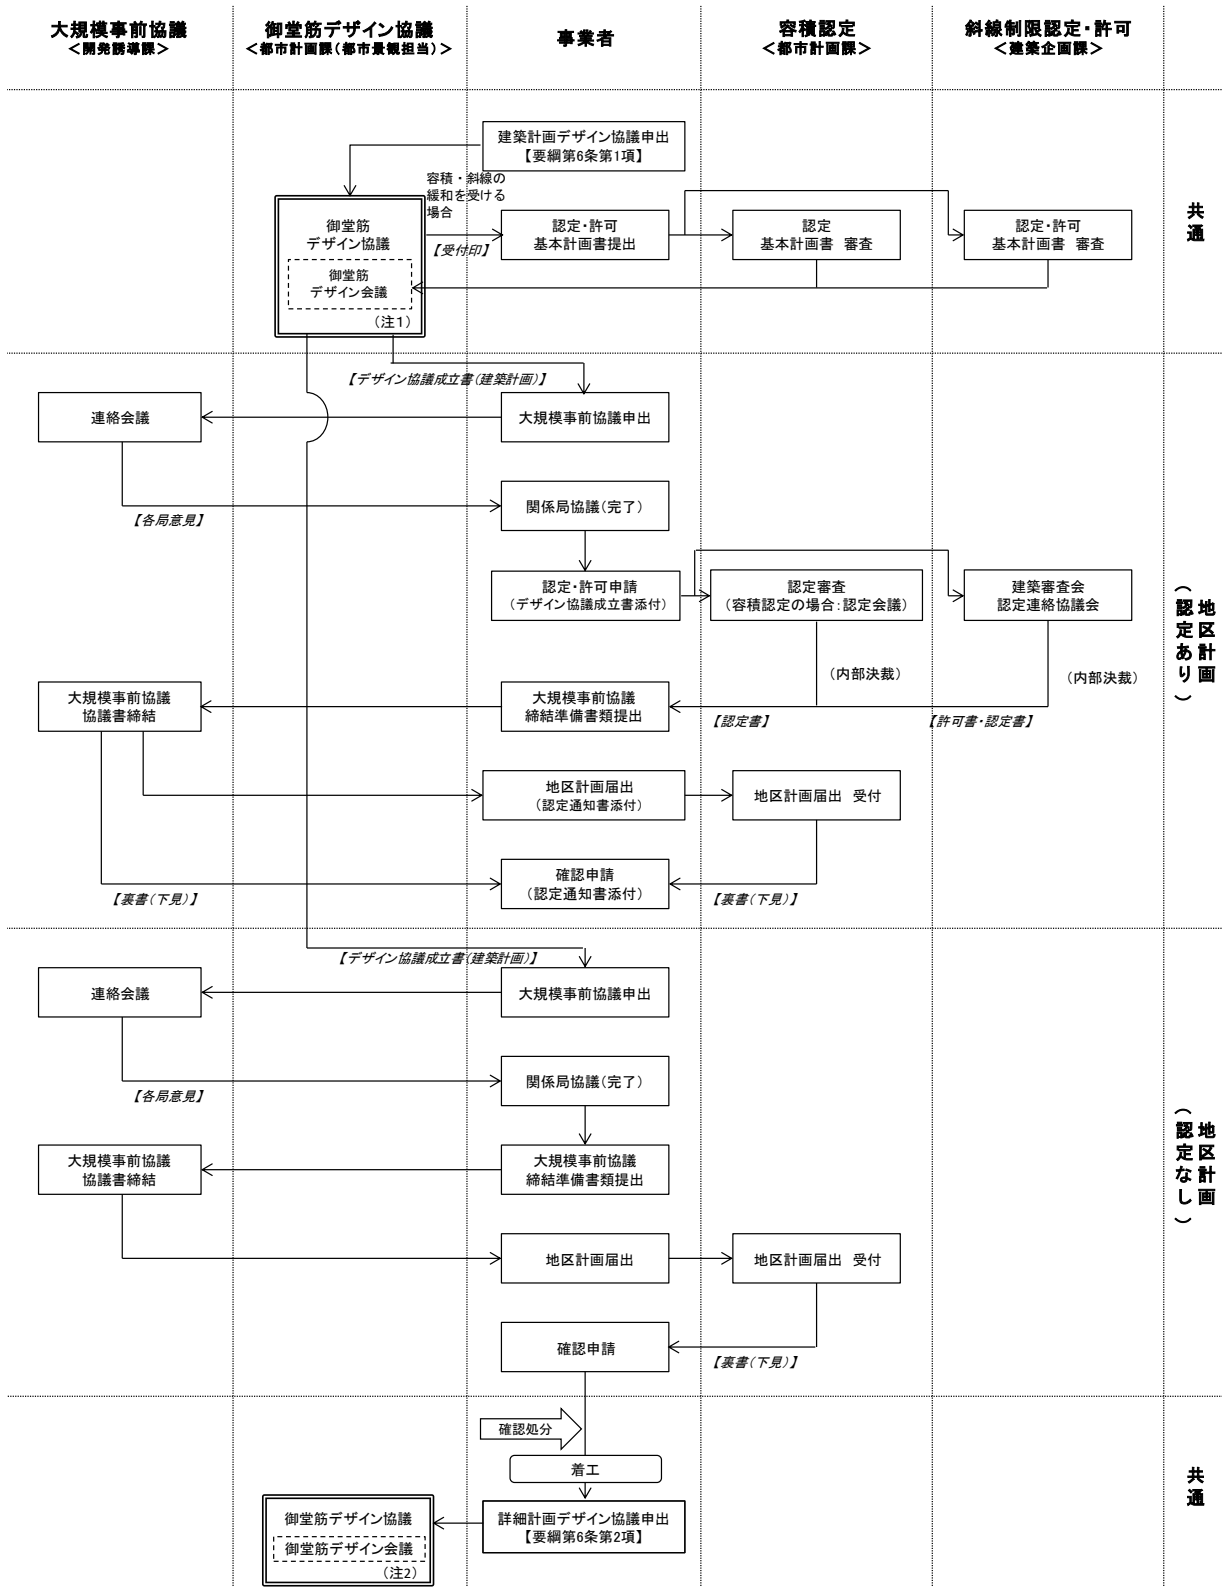 大規模事前協議
＜開発誘導課＞
御堂筋デザイン協議
＜都市計画課（都市景観担当）＞
事業者
容積認定
＜都市計画課＞
斜線制限認定・許可
＜建築企画課＞
建築計画デザイン協議申出
【要綱第6条第1項】
容積・斜線の
緩和を受ける
場合
御堂筋
デザイン協議
【受付印】
認定・許可
基本計画書提出
認定
基本計画書　審査
認定・許可
基本計画書　審査
共通
御堂筋
デザイン会議
（注１）
【デザイン協議成立書（建築計画）】
連絡会議
大規模事前協議申出
関係局協議（完了）
【各局意見】
認定・許可申請
（デザイン協議成立書添付）
認定審査
（容積認定の場合：認定会議）
建築審査会
認定連絡協議会
地区計画
（認定あり）
（内部決裁）
（内部決裁）
大規模事前協議
協議書締結
大規模事前協議
締結準備書類提出
【認定書】
【許可書・認定書】
地区計画届出
（認定通知書添付）
地区計画届出　受付
確認申請
（認定通知書添付）
【裏書（下見）】
【裏書（下見）】
【デザイン協議成立書（建築計画）】
連絡会議
大規模事前協議申出
関係局協議（完了）
【各局意見】
地区計画
（認定なし）
大規模事前協議
協議書締結
大規模事前協議
締結準備書類提出
地区計画届出
地区計画届出　受付
確認申請
【裏書（下見）】
確認処分
着工
共通
御堂筋デザイン協議
御堂筋デザイン会議
（注2）
詳細計画デザイン協議申出
【要綱第6条第2項】